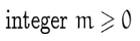 integer m ⩾ 0